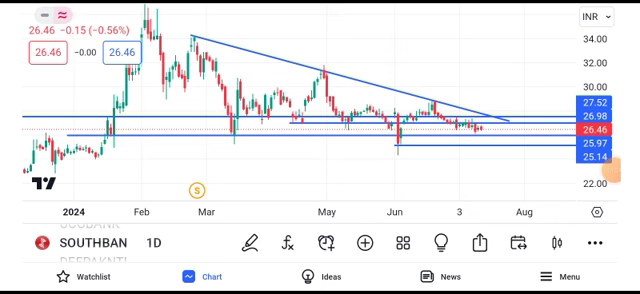 INR
26.46 −0.15 (−0.56%)
34.00
26.46 −0.00 26.46
32.00
30.00
27.52
26.98
26.46
25.97
25.14
22.00
S
2024 Feb Mar May Jun 3 Aug
SOUTHBAN 1D
Watchlist Chart Ideas News Menu